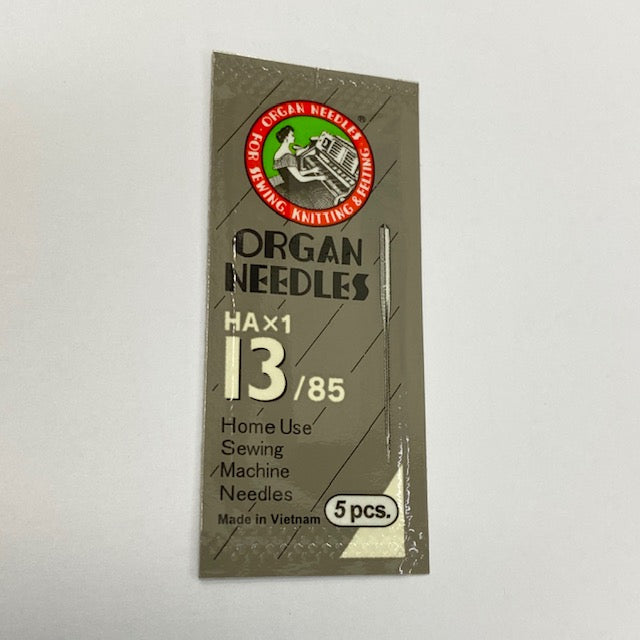 · ORGAN NEEDLES ·
FOR SEWING, KNITTING & FELTING
®
ORGAN
NEEDLES
HA×1
13/85
Home Use
Sewing
Machine
Needles
Made in Vietnam
5 pcs.